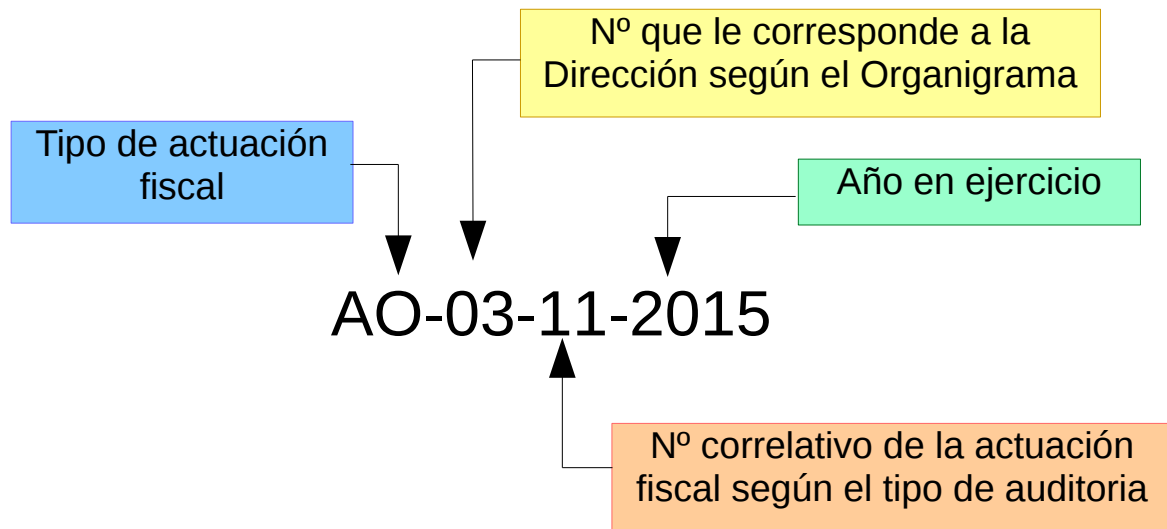 Nº que le corresponde a la
Dirección según el Organigrama
Tipo de actuación
fiscal
Año en ejercicio
AO-03-11-2015
Nº correlativo de la actuación
fiscal según el tipo de auditoria